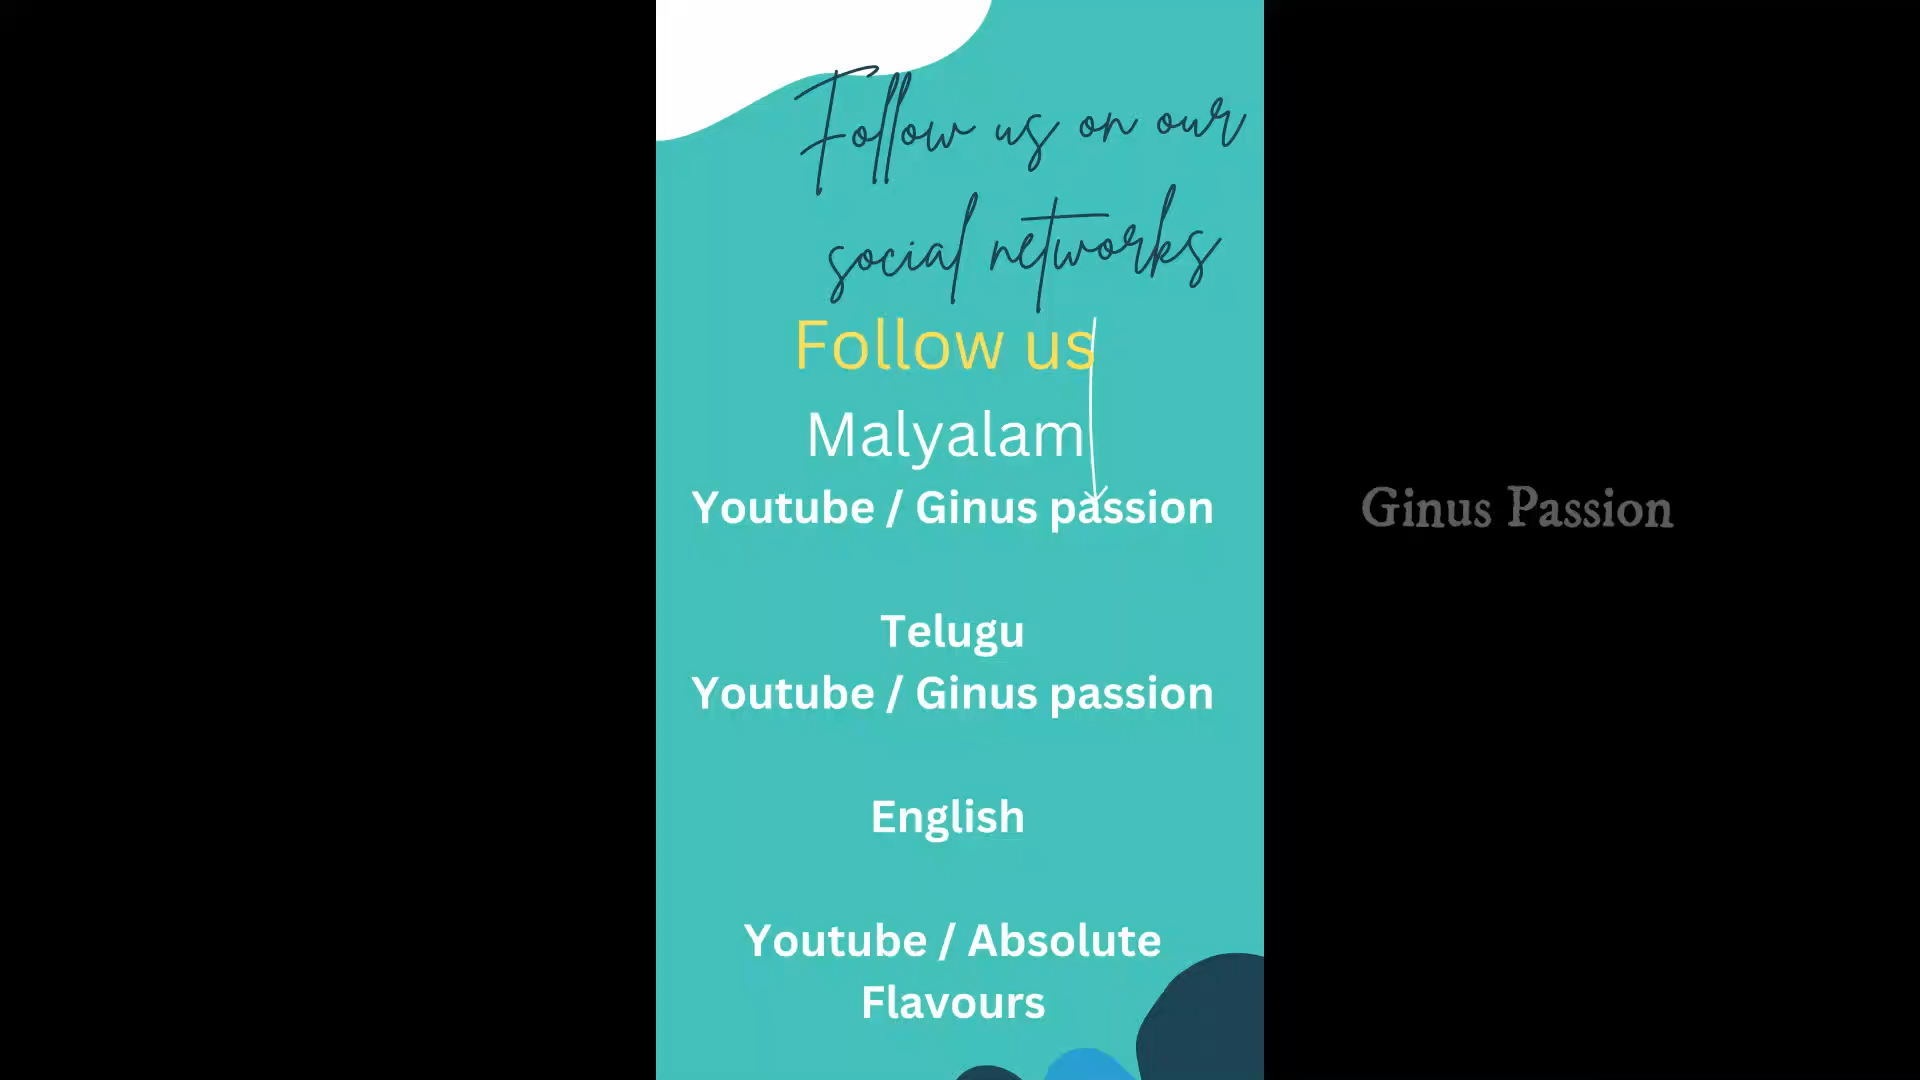 Follow us on our
social networks
Follow us
Malyalam
Youtube / Ginus passion
Telugu
Youtube / Ginus passion
English
Youtube / Absolute
Flavours
Ginus Passion